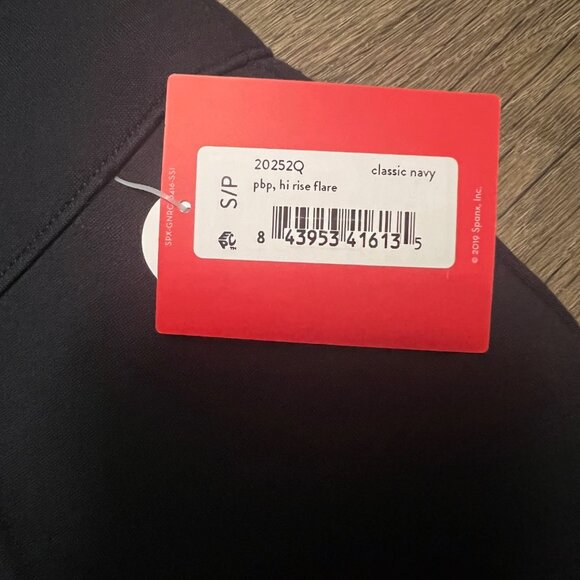 20252Q
classic navy
pbp, hi rise flare
S/P
8 43953 41613 5
© 2019 Spanx, Inc.